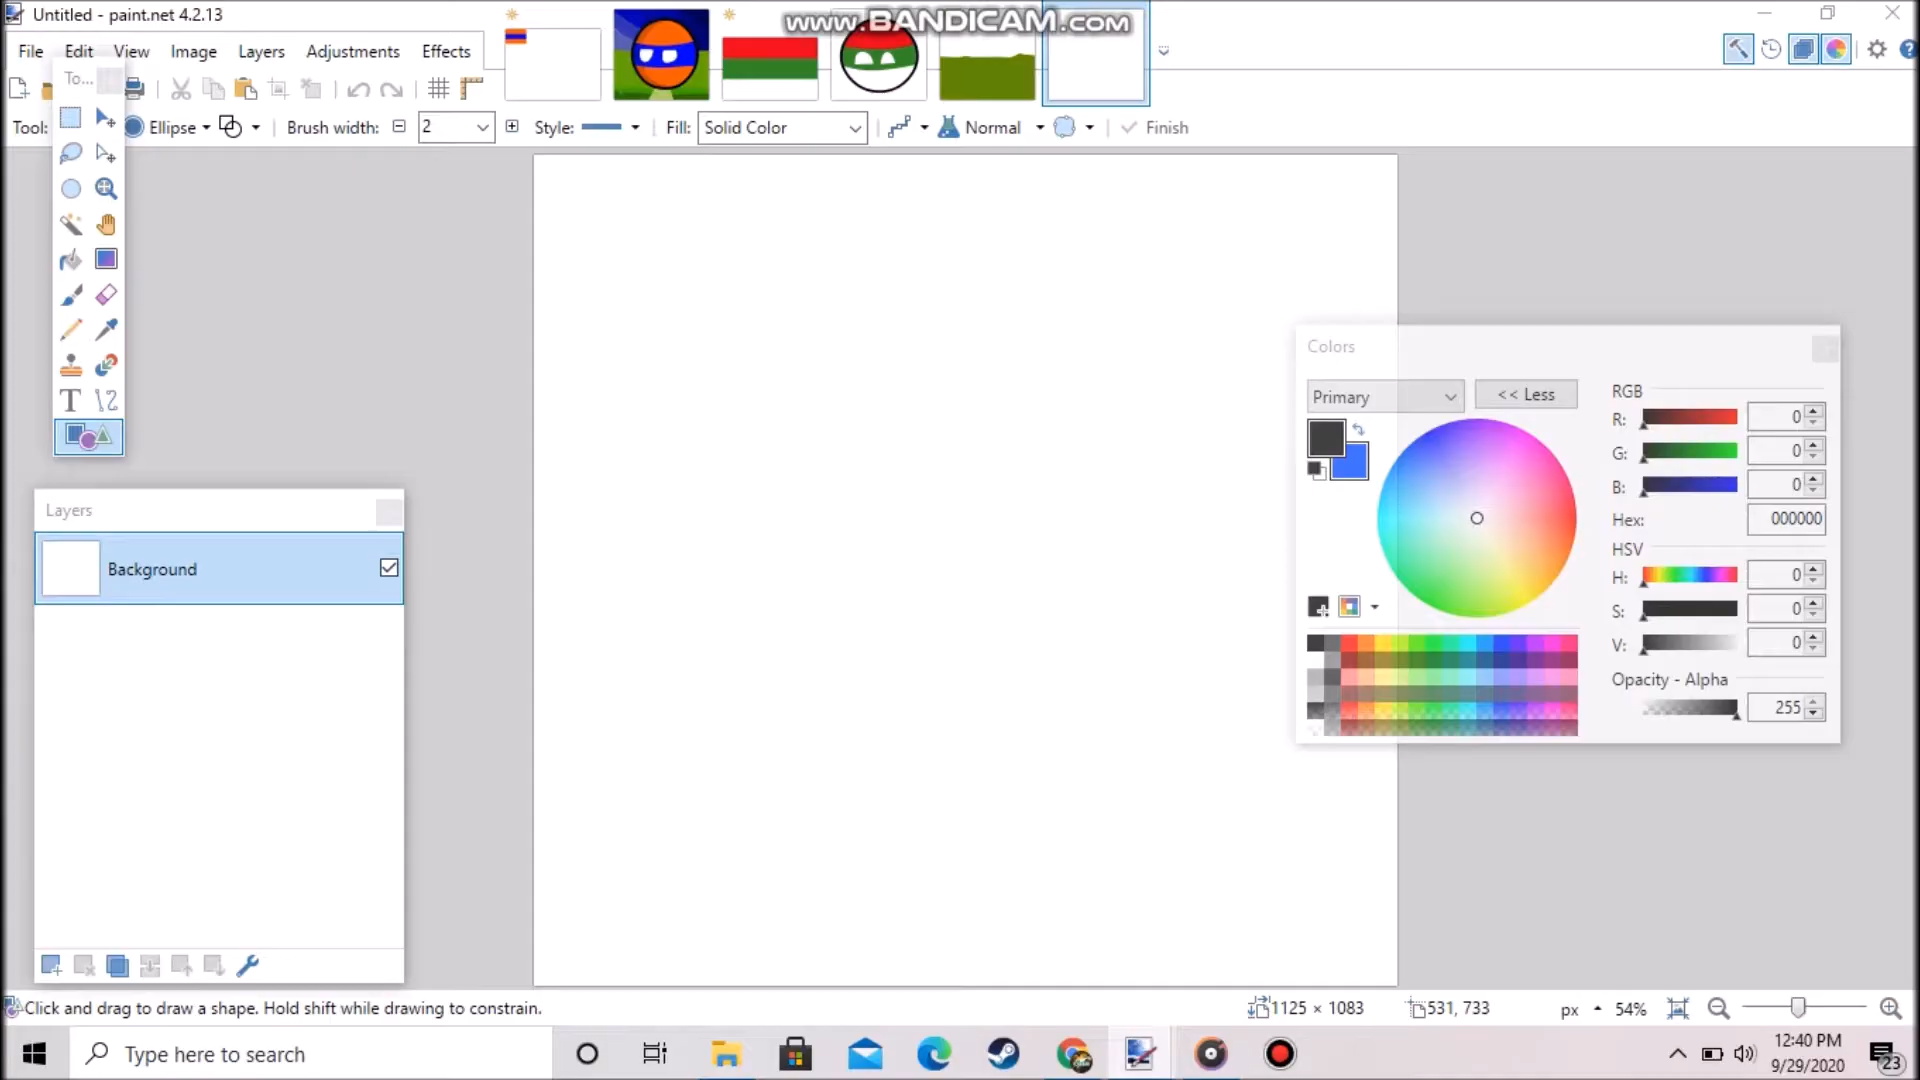 Untitled - paint.net 4.2.13
www.BANDICAM.com
File Edit View Image Layers Adjustments Effects
To...
Tool: Ellipse Brush width: 2 Style: Fill: Solid Color Normal Finish
Colors
Primary << Less RGB
R: 0
G: 0
B: 0
Hex: 000000
HSV
H: 0
S: 0
V: 0
Opacity - Alpha
255
Layers
Background
Click and drag to draw a shape. Hold shift while drawing to constrain. 1125 × 1083 531, 733 px 54%
Type here to search
12:40 PM
9/29/2020
23